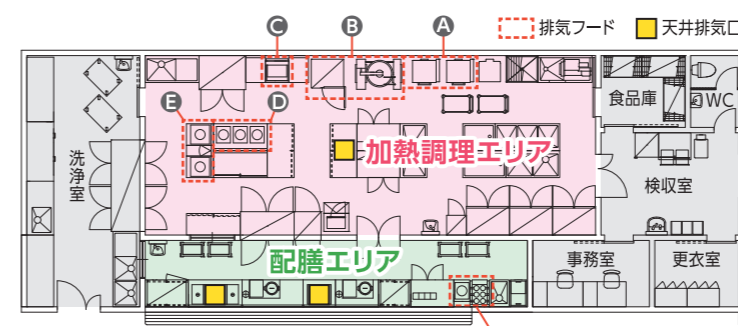 C
B
A
排気フード
天井排気口
E
D
食品庫
WC
加熱調理エリア
洗浄室
検収室
配膳エリア
事務室
更衣室